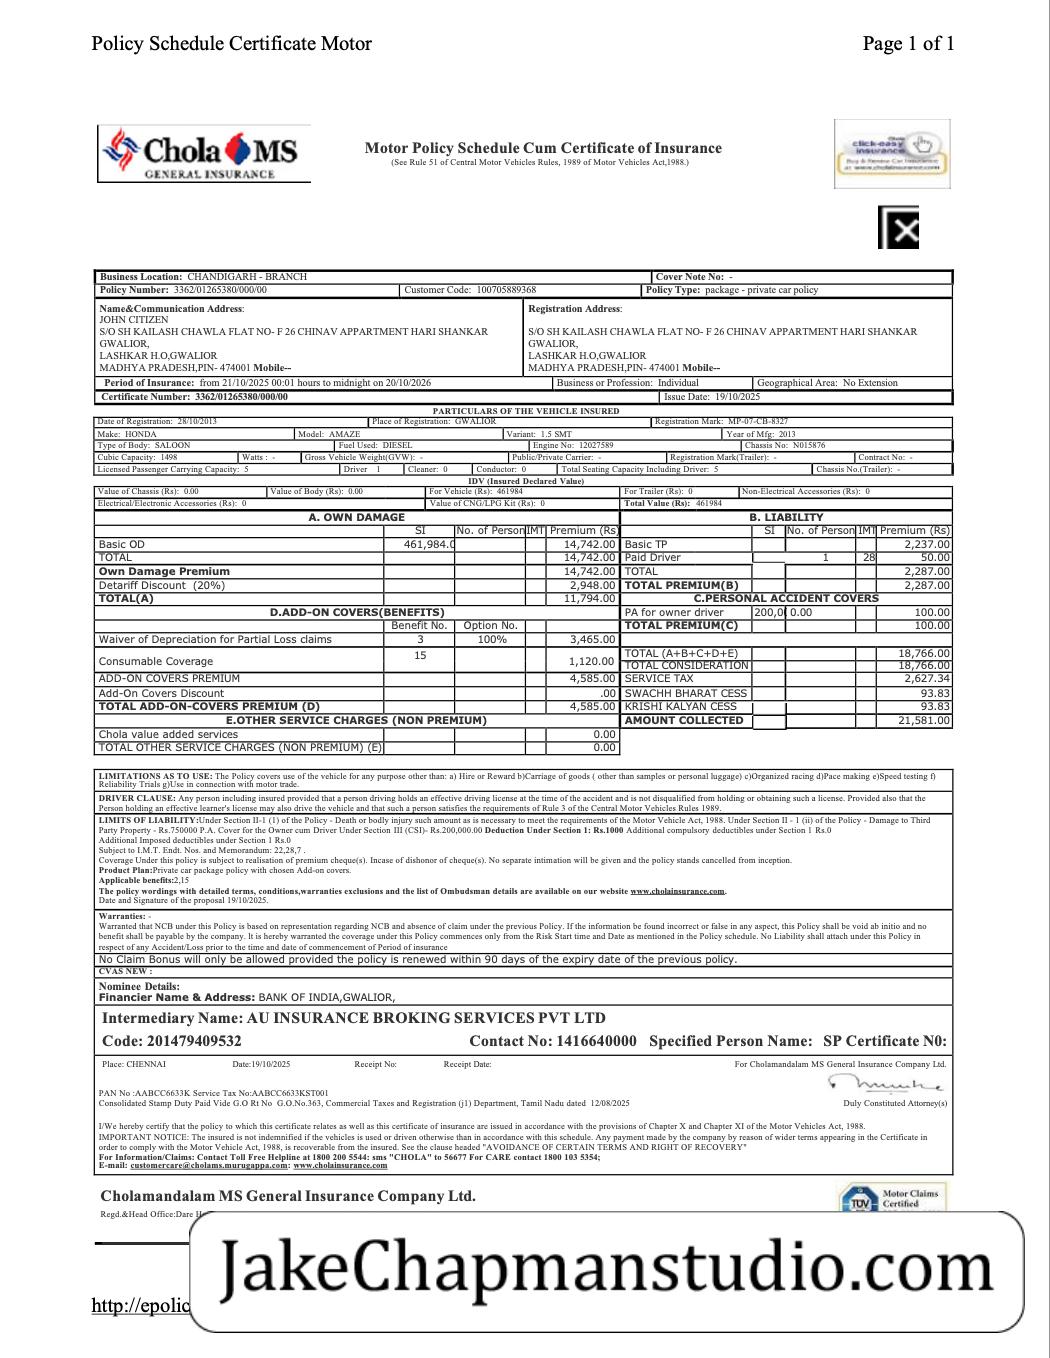 Policy Schedule Certificate Motor Page 1 of 1
Chola MS
GENERAL INSURANCE
Motor Policy Schedule Cum Certificate of Insurance
(See Rule 51 of Central Motor Vehicles Rules, 1989 of Motor Vehicles Act,1988.)
click-easy
insurance
Buy & Renew Car Insurance
at www.cholainsurance.com
Business Location: CHANDIGARH - BRANCH Cover Note No: -
Policy Number: 3362/01265380/000/00 Customer Code: 100705889368 Policy Type: package - private car policy
Name&Communication Address: Registration Address:
JOHN CITIZEN
S/O SH KAILASH CHAWLA FLAT NO- F 26 CHINAV APPARTMENT HARI SHANKAR S/O SH KAILASH CHAWLA FLAT NO- F 26 CHINAV APPARTMENT HARI SHANKAR
GWALIOR, GWALIOR,
LASHKAR H.O,GWALIOR LASHKAR H.O,GWALIOR
MADHYA PRADESH,PIN- 474001 Mobile-- MADHYA PRADESH,PIN- 474001 Mobile--
Period of Insurance: from 21/10/2025 00:01 hours to midnight on 20/10/2026 Business or Profession: Individual Geographical Area: No Extension
Certificate Number: 3362/01265380/000/00 Issue Date: 19/10/2025
PARTICULARS OF THE VEHICLE INSURED
Date of Registration: 28/10/2013 Place of Registration: GWALIOR Registration Mark: MP-07-CB-8327
Make: HONDA Model: AMAZE Variant: 1.5 SMT Year of Mfg: 2013
Type of Body: SALOON Fuel Used: DIESEL Engine No: 12027589 Chassis No: N015876
Cubic Capacity: 1498 Watts : - Gross Vehicle Weight(GVW): - Public/Private Carrier: - Registration Mark(Trailer): - Contract No: -
Licensed Passenger Carrying Capacity: 5 Driver 1 Cleaner: 0 Conductor: 0 Total Seating Capacity Including Driver: 5 Chassis No.(Trailer): -
IDV (Insured Declared Value)
Value of Chassis (Rs): 0.00 Value of Body (Rs): 0.00 For Vehicle (Rs): 461984 For Trailer (Rs): 0 Non-Electrical Accessories (Rs): 0
Electrical/Electronic Accessories (Rs): 0 Value of CNG/LPG Kit (Rs): 0 Total Value (Rs): 461984
A. OWN DAMAGE B. LIABILITY
SI No. of Person IMT Premium (Rs) SI No. of Person IMT Premium (Rs)
Basic OD 461,984.0 14,742.00 Basic TP 2,237.00
TOTAL 14,742.00 Paid Driver 1 28 50.00
Own Damage Premium 14,742.00 TOTAL 2,287.00
Detariff Discount (20%) 2,948.00 TOTAL PREMIUM(B) 2,287.00
TOTAL(A) 11,794.00 C.PERSONAL ACCIDENT COVERS
D.ADD-ON COVERS(BENEFITS) PA for owner driver 200,0 0.00 100.00
Benefit No. Option No. TOTAL PREMIUM(C) 100.00
Waiver of Depreciation for Partial Loss claims 3 100% 3,465.00
Consumable Coverage 15 1,120.00 TOTAL (A+B+C+D+E) 18,766.00
TOTAL CONSIDERATION 18,766.00
ADD-ON COVERS PREMIUM 4,585.00 SERVICE TAX 2,627.34
Add-On Covers Discount .00 SWACHH BHARAT CESS 93.83
TOTAL ADD-ON-COVERS PREMIUM (D) 4,585.00 KRISHI KALYAN CESS 93.83
E.OTHER SERVICE CHARGES (NON PREMIUM) AMOUNT COLLECTED 21,581.00
Chola value added services 0.00
TOTAL OTHER SERVICE CHARGES (NON PREMIUM) (E) 0.00
LIMITATIONS AS TO USE: The Policy covers use of the vehicle for any purpose other than: a) Hire or Reward b)Carriage of goods ( other than samples or personal luggage) c)Organized racing d)Pace making e)Speed testing f)
Reliability Trials g)Use in connection with motor trade.
DRIVER CLAUSE: Any person including insured provided that a person driving holds an effective driving license at the time of the accident and is not disqualified from holding or obtaining such a license. Provided also that the
Person holding an effective learner's license may also drive the vehicle and that such a person satisfies the requirements of Rule 3 of the Central Motor Vehicles Rules 1989.
LIMITS OF LIABILITY:Under Section II-1 (1) of the Policy - Death or bodily injury such amount as is necessary to meet the requirements of the Motor Vehicle Act, 1988. Under Section II - 1 (ii) of the Policy - Damage to Third
Party Property - Rs.750000 P.A. Cover for the Owner cum Driver Under Section III (CSI)- Rs.200,000.00 Deduction Under Section 1: Rs.1000 Additional compulsory deductibles under Section 1 Rs.0
Additional Imposed deductibles under Section 1 Rs.0
Subject to I.M.T. Endt. Nos. and Memorandum: 22,28,7 .
Coverage Under this policy is subject to realisation of premium cheque(s). Incase of dishonor of cheque(s). No separate intimation will be given and the policy stands cancelled from inception.
Product Plan:Private car package policy with chosen Add-on covers.
Applicable benefits:2,15
The policy wordings with detailed terms, conditions,warranties exclusions and the list of Ombudsman details are available on our website www.cholainsurance.com.
Date and Signature of the proposal 19/10/2025.
Warranties: -
Warranted that NCB under this Policy is based on representation regarding NCB and absence of claim under the previous Policy. If the information be found incorrect or false in any aspect, this Policy shall be void ab initio and no
benefit shall be payable by the company. It is hereby warranted the coverage under this Policy commences only from the Risk Start time and Date as mentioned in the Policy schedule. No Liability shall attach under this Policy in
respect of any Accident/Loss prior to the time and date of commencement of Period of insurance
No Claim Bonus will only be allowed provided the policy is renewed within 90 days of the expiry date of the previous policy.
CVAS NEW :
Nominee Details:
Financier Name & Address: BANK OF INDIA,GWALIOR,
Intermediary Name: AU INSURANCE BROKING SERVICES PVT LTD
Code: 201479409532 Contact No: 1416640000 Specified Person Name: SP Certificate N0:
Place: CHENNAI Date:19/10/2025 Receipt No: Receipt Date: For Cholamandalam MS General Insurance Company Ltd.
PAN No :AABCC6633K Service Tax No:AABCC6633KST001
Consolidated Stamp Duty Paid Vide G.O Rt No G.O.No.363, Commercial Taxes and Registration (j1) Department, Tamil Nadu dated 12/08/2025 Duly Constituted Attorney(s)
I/We hereby certify that the policy to which this certificate relates as well as this certificate of insurance are issued in accordance with the provisions of Chapter X and Chapter XI of the Motor Vehicles Act, 1988.
IMPORTANT NOTICE: The insured is not indemnified if the vehicles is used or driven otherwise than in accordance with this schedule. Any payment made by the company by reason of wider terms appearing in the Certificate in
order to comply with the Motor Vehicle Act, 1988, is recoverable from the insured. See the clause headed "AVOIDANCE OF CERTAIN TERMS AND RIGHT OF RECOVERY"
For Information/Claims: Contact Toll Free Helpline at 1800 200 5544: sms "CHOLA" to 56677 For CARE contact 1800 103 5354;
E-mail: customercare@cholams.murugappa.com: www.cholainsurance.com
Cholamandalam MS General Insurance Company Ltd.
Regd.&Head Office:Dare
TÜV
Motor Claims
Certified
JakeChapmanstudio.com
http://epolic